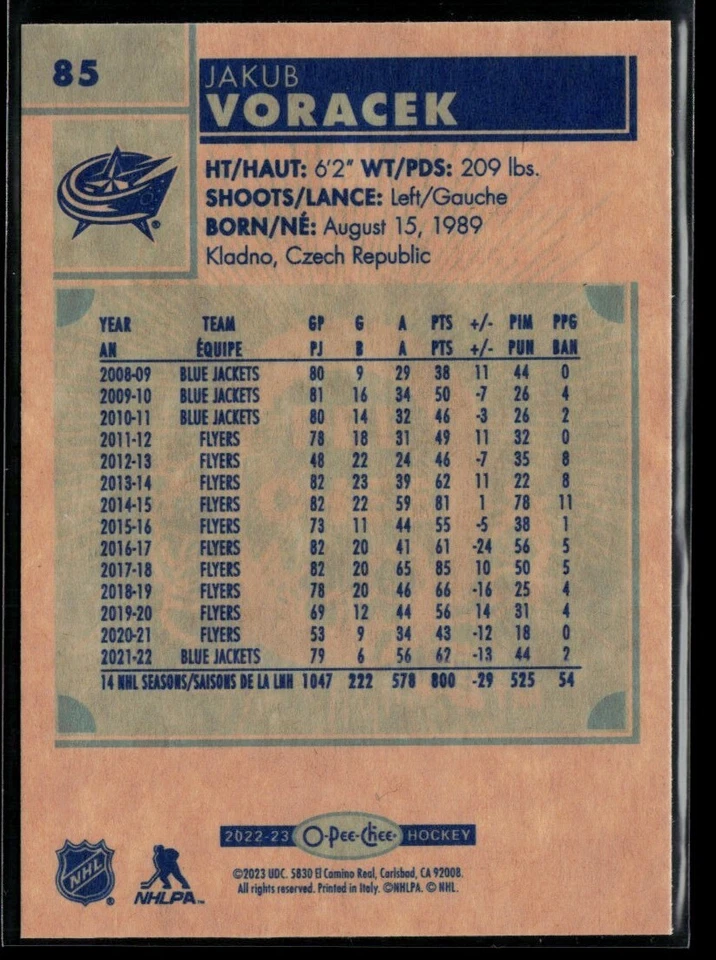 85
JAKUB
VORACEK
HT/HAUT: 6'2" WT/PDS: 209 lbs.
SHOOTS/LANCE: Left/Gauche
BORN/NÉ: August 15, 1989
Kladno, Czech Republic
YEAR TEAM GP G A PTS +/- PIM PPG
AN ÉQUIPE PJ B A PTS +/- PUN BAN
2008-09 BLUE JACKETS 80 9 29 38 11 44 0
2009-10 BLUE JACKETS 81 16 34 50 -7 26 4
2010-11 BLUE JACKETS 80 14 32 46 -3 26 2
2011-12 FLYERS 78 18 31 49 11 32 0
2012-13 FLYERS 48 22 24 46 -7 35 8
2013-14 FLYERS 82 23 39 62 11 22 8
2014-15 FLYERS 82 22 59 81 1 78 11
2015-16 FLYERS 73 11 44 55 -5 38 1
2016-17 FLYERS 82 20 41 61 -24 56 5
2017-18 FLYERS 82 20 65 85 10 50 5
2018-19 FLYERS 78 20 46 66 -16 25 4
2019-20 FLYERS 69 12 44 56 14 31 4
2020-21 FLYERS 53 9 34 43 -12 18 0
2021-22 BLUE JACKETS 79 6 56 62 -13 44 2
14 NHL SEASONS/SAISONS DE LA LNH 1047 222 578 800 -29 525 54
2022-23 O-Pee-Chee HOCKEY
NHL ® NHLPA™
©2023 UDC. 5830 El Camino Real, Carlsbad, CA 92008.
All rights reserved. Printed in Italy. ©NHLPA. © NHL.